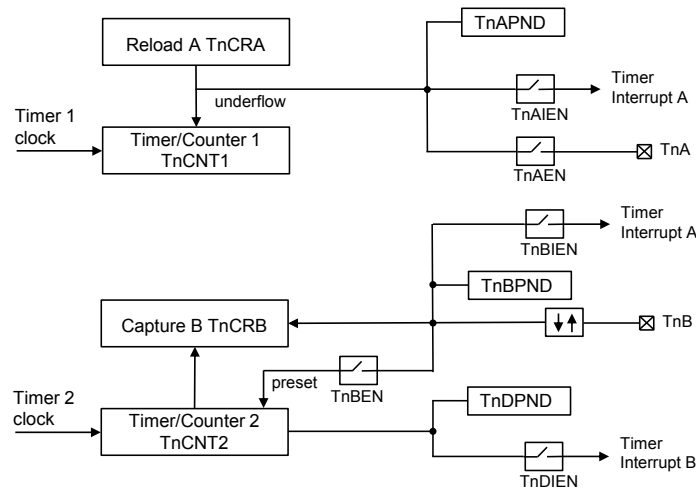 Reload A TnCRA
TnAPND
underflow
Timer
Interrupt A
TnAIEN
Timer 1
clock
Timer/Counter 1
TnCNT1
TnA
TnAEN
Timer
Interrupt A
TnBIEN
TnBPND
Capture B TnCRB
TnB
preset
TnBEN
Timer 2
clock
Timer/Counter 2
TnCNT2
TnDPND
Timer
Interrupt B
TnDIEN